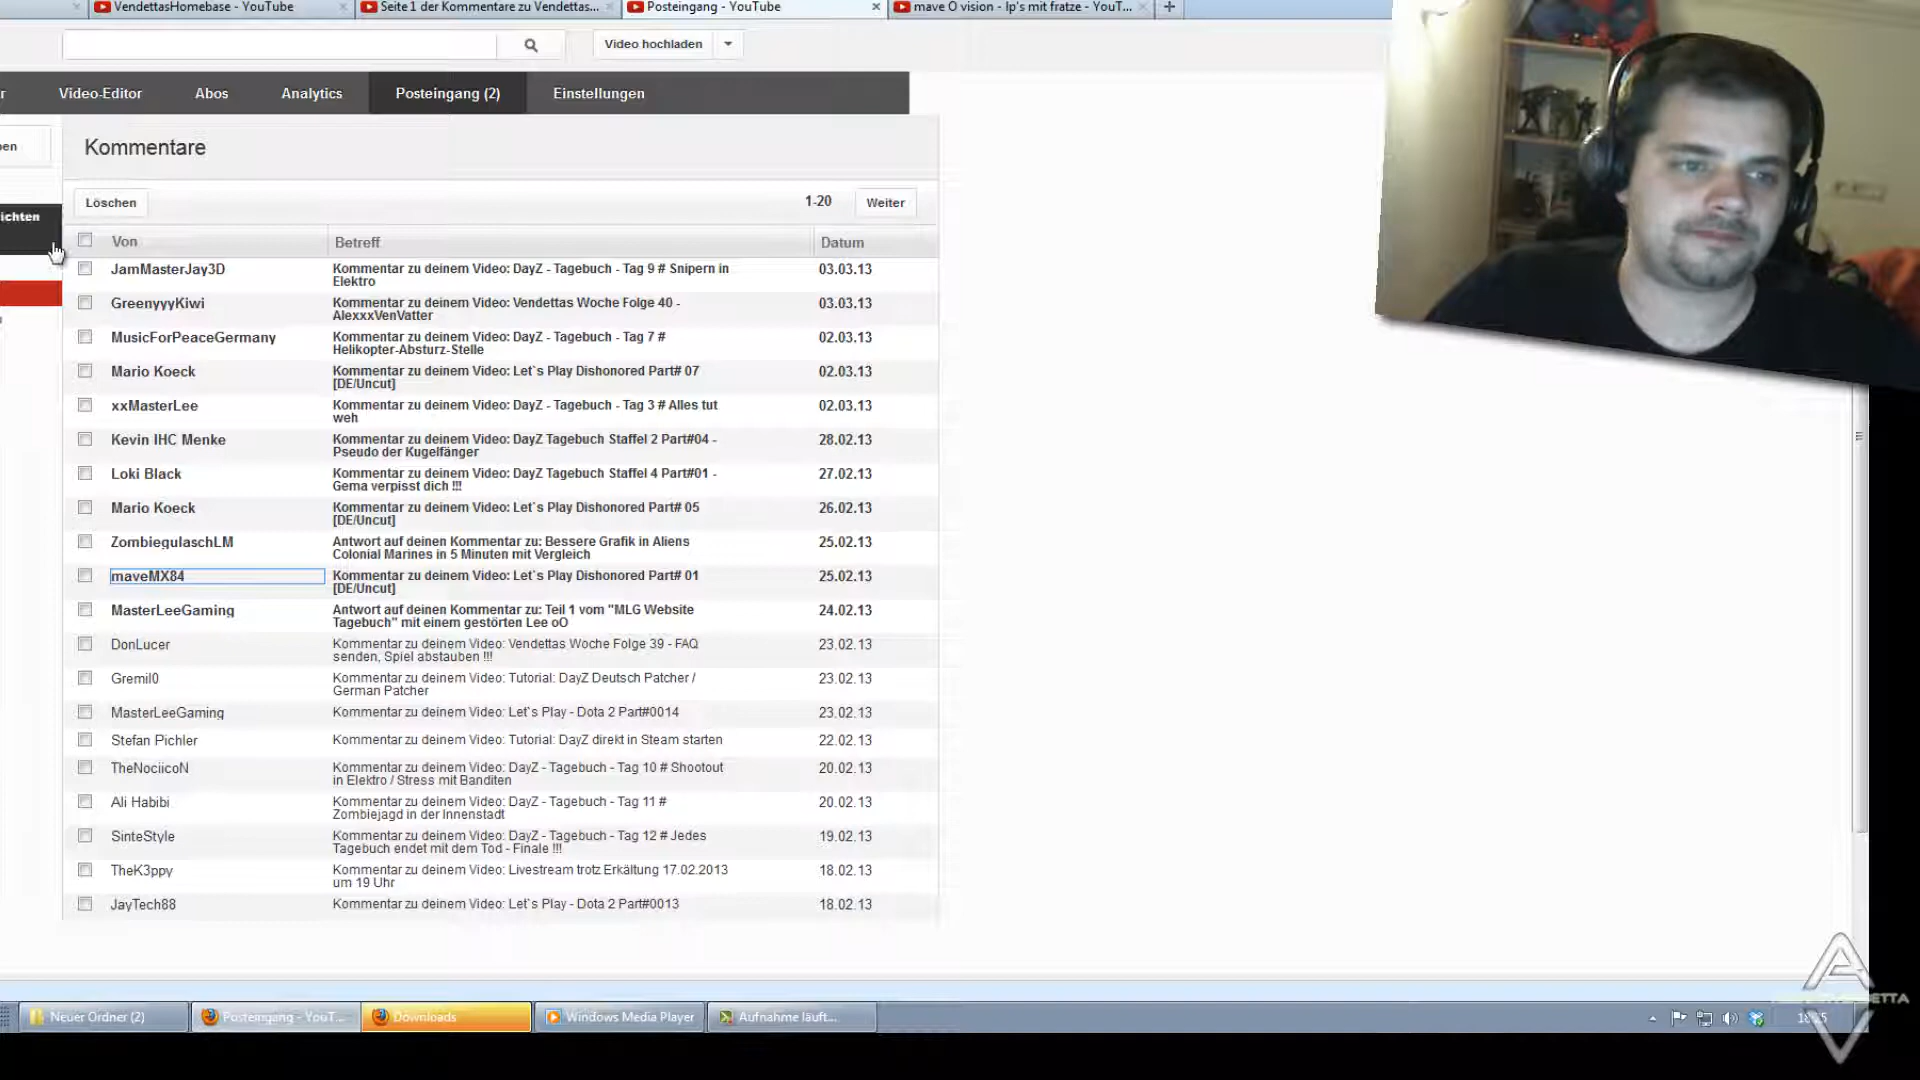 VendettasHomebase - YouTube
Seite 1 der Kommentare zu Vendettas...
Posteingang - YouTube
mave O vision - lp's mit fratze - YouT...
Video hochladen
r
Video-Editor
Abos
Analytics
Posteingang (2)
Einstellungen
en
Kommentare
Löschen
1-20
Weiter
ichten
Von
Betreff
Datum
JamMasterJay3D
Kommentar zu deinem Video: DayZ - Tagebuch - Tag 9 # Snipern in
Elektro
03.03.13
GreenyyyKiwi
Kommentar zu deinem Video: Vendettas Woche Folge 40 -
AlexxxVenVatter
03.03.13
MusicForPeaceGermany
Kommentar zu deinem Video: DayZ - Tagebuch - Tag 7 #
Helikopter-Absturz-Stelle
02.03.13
Mario Koeck
Kommentar zu deinem Video: Let`s Play Dishonored Part# 07
[DE/Uncut]
02.03.13
xxMasterLee
Kommentar zu deinem Video: DayZ - Tagebuch - Tag 3 # Alles tut
weh
02.03.13
Kevin IHC Menke
Kommentar zu deinem Video: DayZ Tagebuch Staffel 2 Part#04 -
Pseudo der Kugelfänger
28.02.13
Loki Black
Kommentar zu deinem Video: DayZ Tagebuch Staffel 4 Part#01 -
Gema verpisst dich !!!
27.02.13
Mario Koeck
Kommentar zu deinem Video: Let`s Play Dishonored Part# 05
[DE/Uncut]
26.02.13
ZombiegulaschLM
Antwort auf deinen Kommentar zu: Bessere Grafik in Aliens
Colonial Marines in 5 Minuten mit Vergleich
25.02.13
maveMX84
Kommentar zu deinem Video: Let`s Play Dishonored Part# 01
[DE/Uncut]
25.02.13
MasterLeeGaming
Antwort auf deinen Kommentar zu: Teil 1 vom "MLG Website
Tagebuch" mit einem gestörten Lee oO
24.02.13
DonLucer
Kommentar zu deinem Video: Vendettas Woche Folge 39 - FAQ
senden, Spiel abstauben !!!
23.02.13
Gremil0
Kommentar zu deinem Video: Tutorial: DayZ Deutsch Patcher /
German Patcher
23.02.13
MasterLeeGaming
Kommentar zu deinem Video: Let`s Play - Dota 2 Part#0014
23.02.13
Stefan Pichler
Kommentar zu deinem Video: Tutorial: DayZ direkt in Steam starten
22.02.13
TheNociicoN
Kommentar zu deinem Video: DayZ - Tagebuch - Tag 10 # Shootout
in Elektro / Stress mit Banditen
20.02.13
Ali Habibi
Kommentar zu deinem Video: DayZ - Tagebuch - Tag 11 #
Zombiejagd in der Innenstadt
20.02.13
SinteStyle
Kommentar zu deinem Video: DayZ - Tagebuch - Tag 12 # Jedes
Tagebuch endet mit dem Tod - Finale !!!
19.02.13
TheK3ppy
Kommentar zu deinem Video: Livestream trotz Erkältung 17.02.2013
um 19 Uhr
18.02.13
JayTech88
Kommentar zu deinem Video: Let`s Play - Dota 2 Part#0013
18.02.13
Neuer Ordner (2)
Posteingang - YouT...
Downloads
Windows Media Player
Aufnahme läuft...